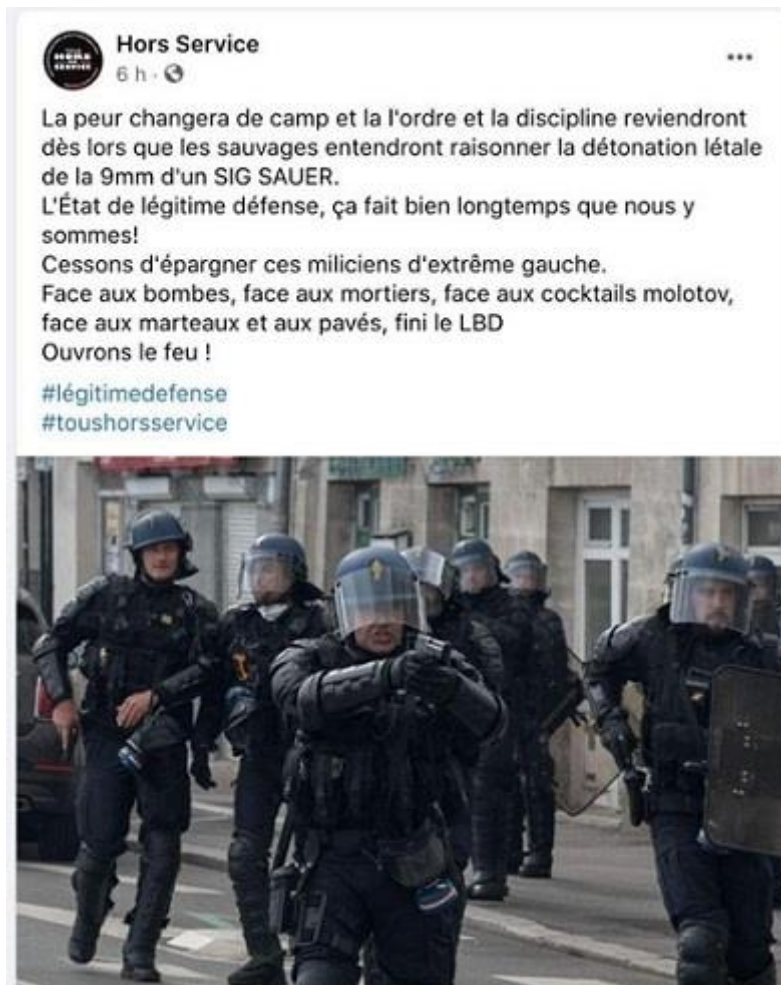 Hors Service
6 h
La peur changera de camp et la l'ordre et la discipline reviendront
dès lors que les sauvages entendront raisonner la détonation létale
de la 9mm d'un SIG SAUER.
L'État de légitime défense, ça fait bien longtemps que nous y
sommes!
Cessons d'épargner ces miliciens d'extrême gauche.
Face aux bombes, face aux mortiers, face aux cocktails molotov,
face aux marteaux et aux pavés, fini le LBD
Ouvrons le feu !
#légitimedefense
#toushorsservice